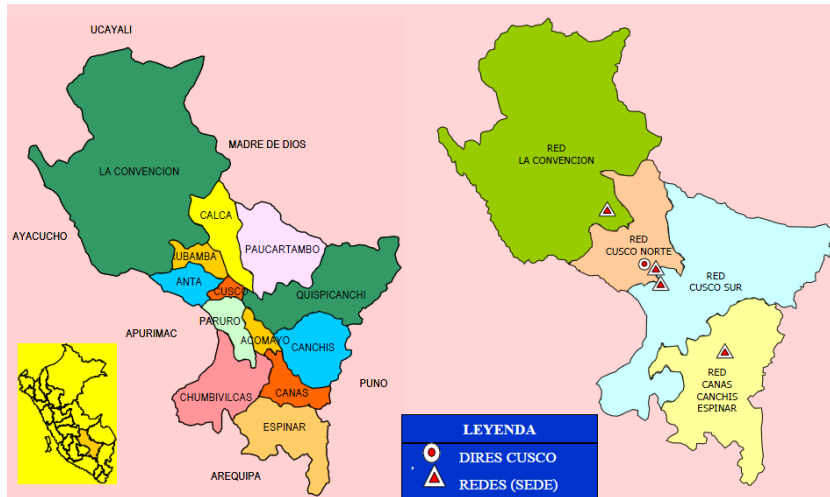 UCAYALI
MADRE DE DIOS
LA CONVENCION
CALCA
AYACUCHO
PAUCARTAMBO
UBAMBA
ANTA
CUSCO
QUISPICANCHI
PARURO
APURIMAC
ACOMAYO
CANCHIS
PUNO
CHUMBIVILCAS
CANAS
ESPINAR
AREQUIPA
RED
LA CONVENCION
RED
CUSCO NORTE
RED
CUSCO SUR
RED
CANAS
CANCHIS
ESPINAR
LEYENDA
DIRES CUSCO
REDES (SEDE)